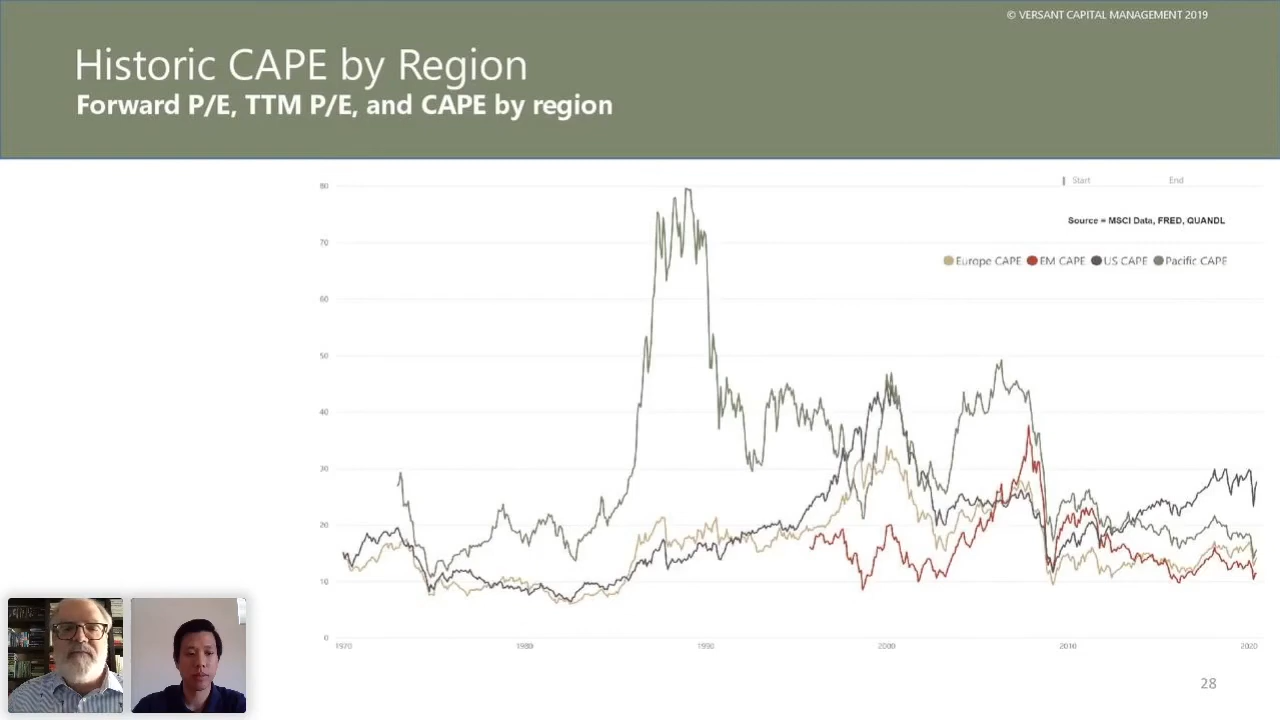 © VERSANT CAPITAL MANAGEMENT 2019
Historic CAPE by Region
Forward P/E, TTM P/E, and CAPE by region
Start End
Source = MSCI Data, FRED, QUANDL
Europe CAPE EM CAPE US CAPE Pacific CAPE
80
70
60
50
40
30
20
10
0
1970 1980 1990 2000 2010 2020
28